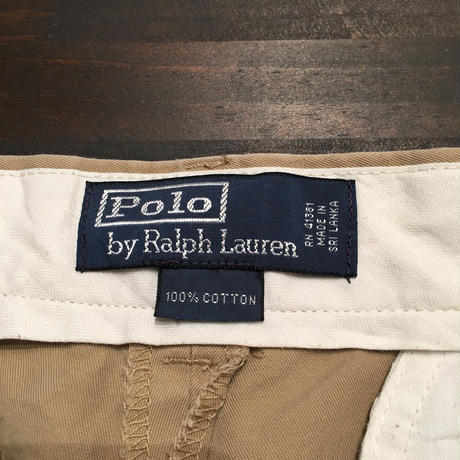 Polo
by Ralph Lauren
RN 41381
MADE IN
SRI LANKA
100% COTTON